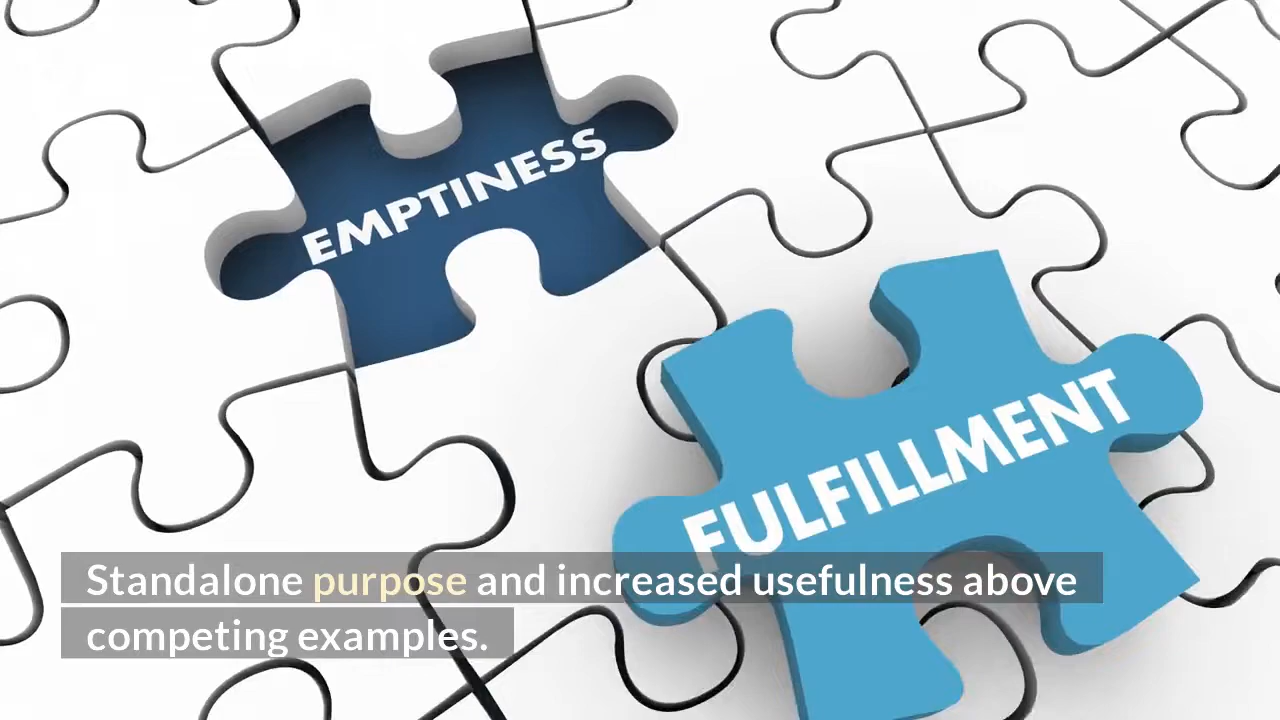 EMPTINESS
FULFILLMENT
Standalone purpose and increased usefulness above
competing examples.